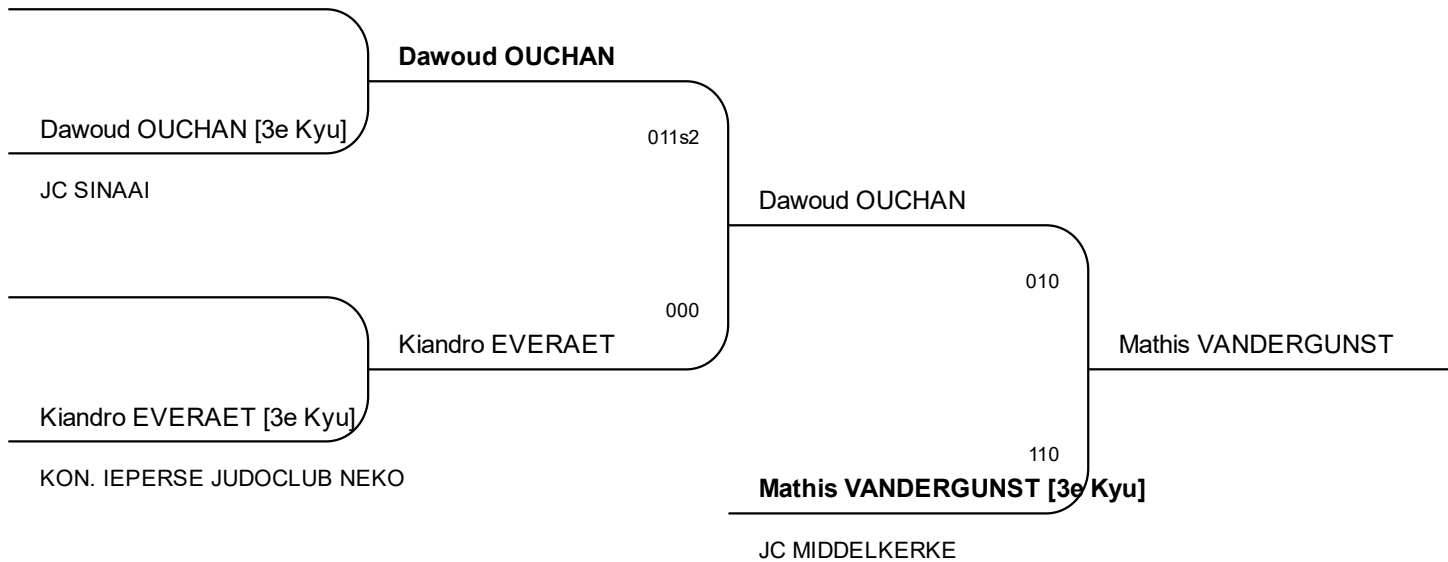 Dawoud OUCHAN
Dawoud OUCHAN [3e Kyu]
011s2
JC SINAAI
Dawoud OUCHAN
010
000
Kiandro EVERAET
Mathis VANDERGUNST
Kiandro EVERAET [3e Kyu]
110
KON. IEPERSE JUDOCLUB NEKO
Mathis VANDERGUNST [3e Kyu]
JC MIDDELKERKE